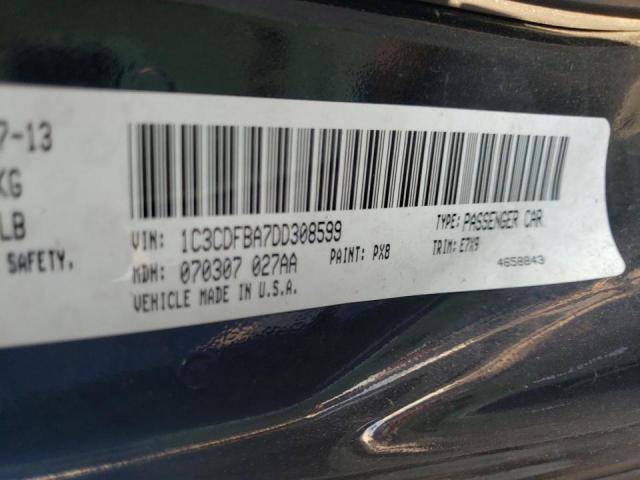 7-13
KG
LB
SAFETY.
VIN: 1C3CDFBA7DD308599 TYPE: PASSENGER CAR
MDH: 070307 027AA PAINT: PX8 TRIM: E7X9
VEHICLE MADE IN U.S.A. 4658843